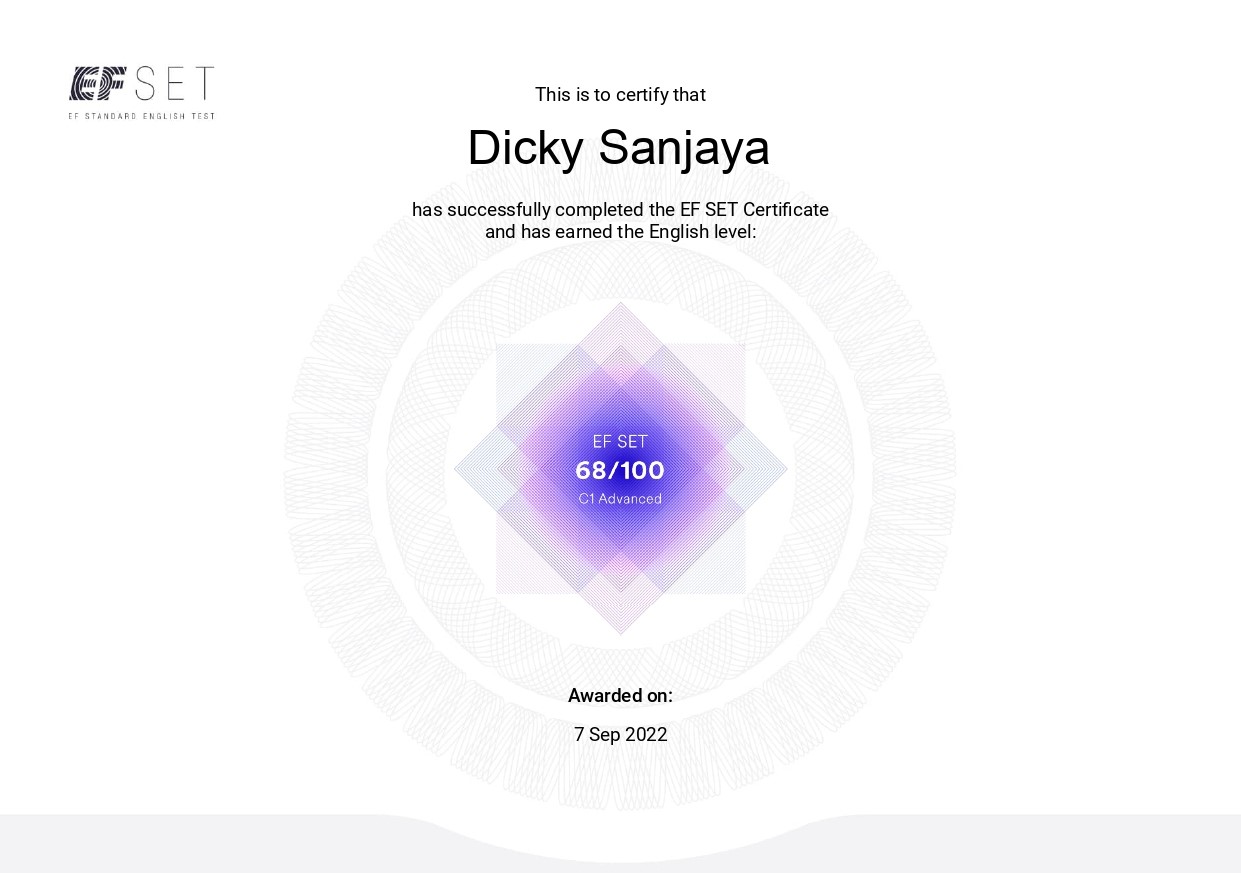 EF SET
EF STANDARD ENGLISH TEST
This is to certify that
Dicky Sanjaya
has successfully completed the EF SET Certificate
and has earned the English level:
EF SET
68/100
C1 Advanced
Awarded on:
7 Sep 2022